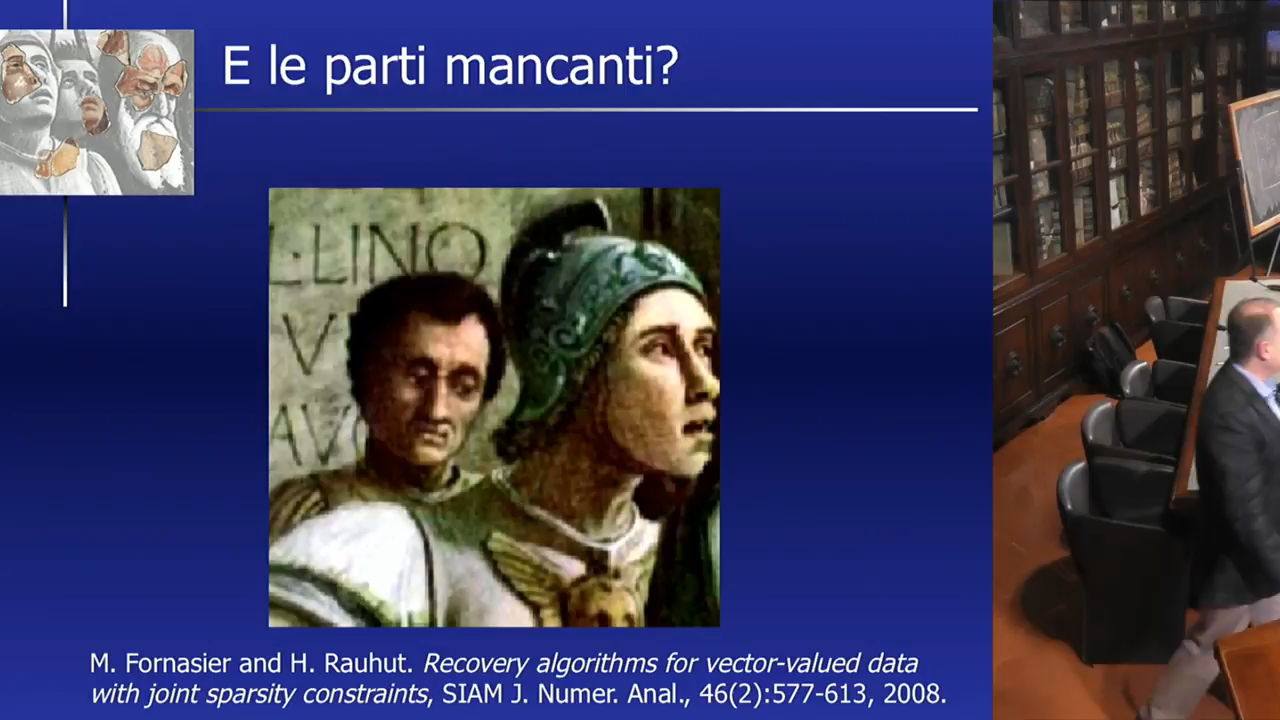 E le parti mancanti?
L·LINO
V
AV
M. Fornasier and H. Rauhut. Recovery algorithms for vector-valued data
with joint sparsity constraints, SIAM J. Numer. Anal., 46(2):577-613, 2008.